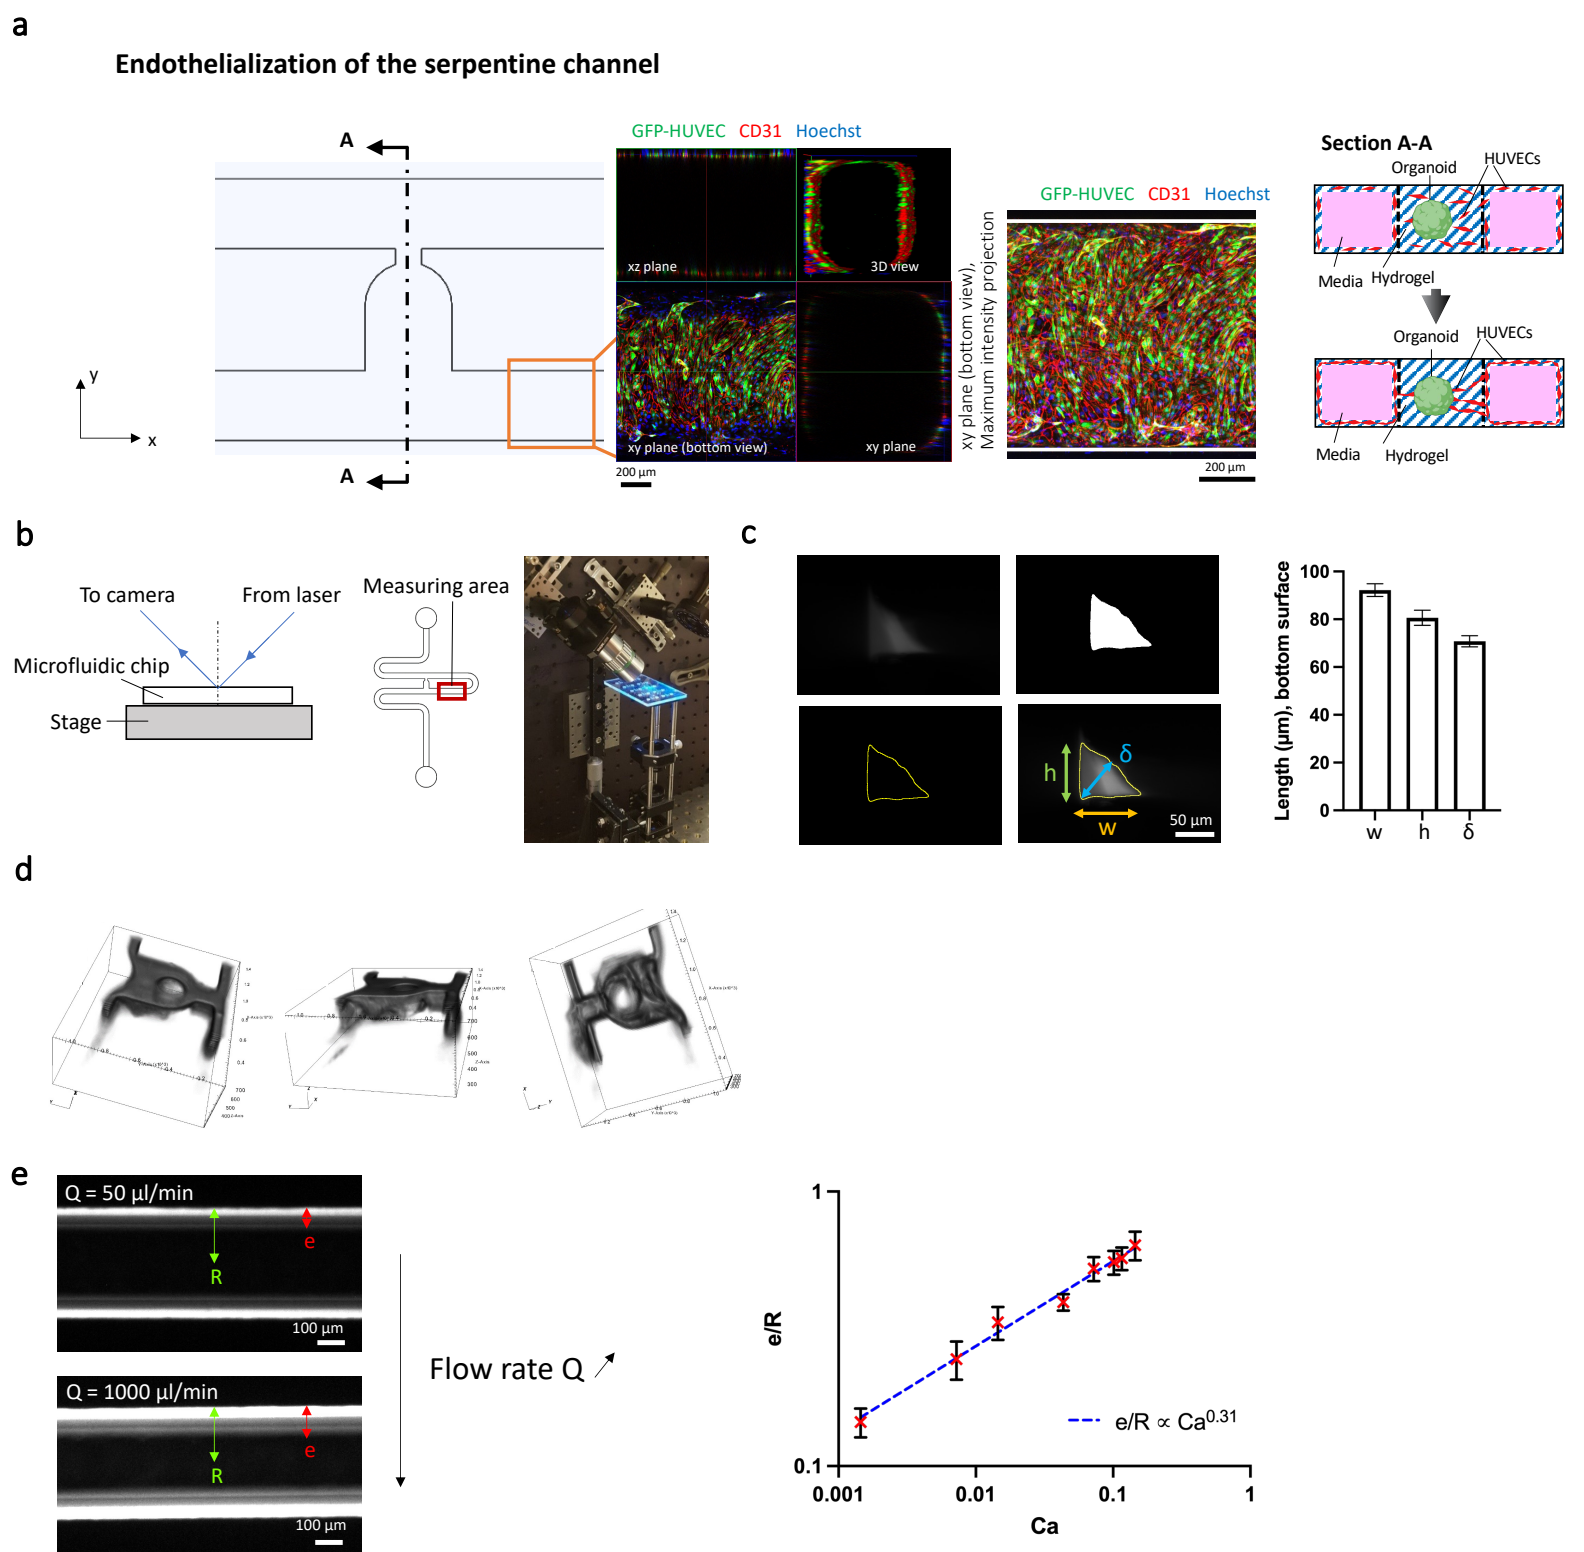 a
Endothelialization of the serpentine channel
A
A
y
x
GFP-HUVEC CD31 Hoechst
xz plane
3D view
xy plane (bottom view)
xy plane
200 µm
xy plane (bottom view),
Maximum intensity projection
GFP-HUVEC CD31 Hoechst
200 µm
Section A-A
Organoid
HUVECs
Media
Hydrogel
Organoid
HUVECs
Media
Hydrogel
b
To camera
From laser
Microfluidic chip
Stage
Measuring area
c
h
δ
w
50 µm
Length (µm), bottom surface
100
80
60
40
20
0
w
h
δ
d
e
Q = 50 µl/min
R
e
100 µm
Q = 1000 µl/min
R
e
100 µm
Flow rate Q
e/R
1
0.1
0.001
0.01
0.1
1
Ca
e/R ∝ Ca^0.31